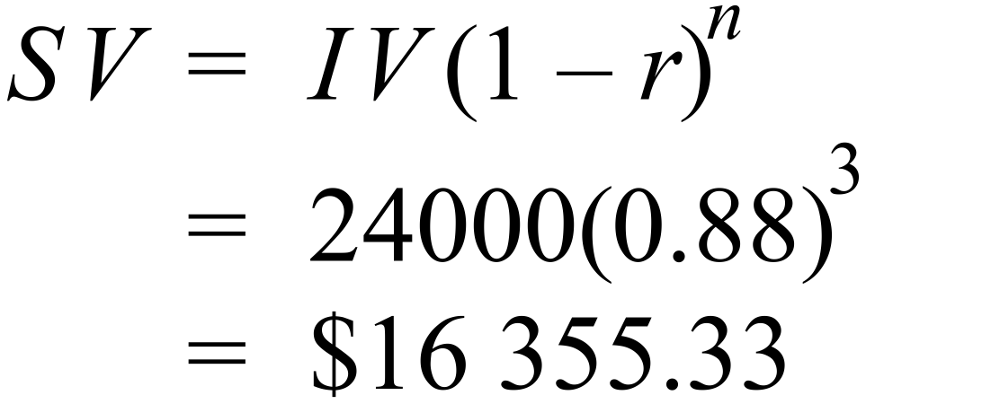 SV = IV(1 – r)ⁿ
= 24000(0.88)³
= $16 355.33